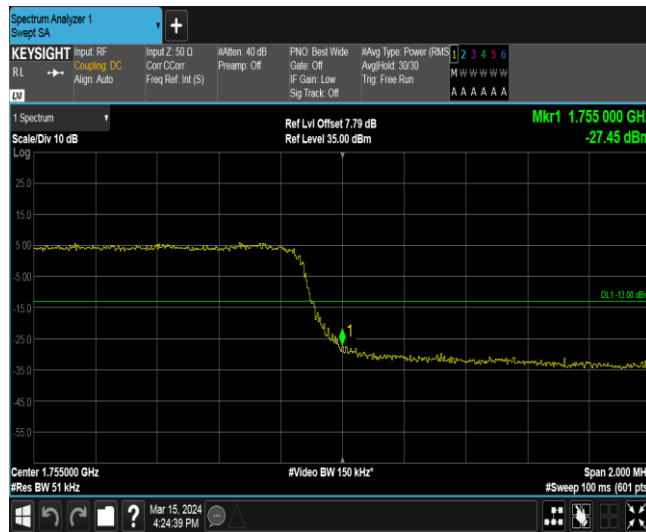 Spectrum Analyzer 1
Swept SA
KEYSIGHT
RL
LXI
Input: RF
Coupling: DC
Align: Auto
Input Z: 50 Ω
Corr CCorr
Freq Ref: Int (S)
#Atten: 40 dB
Preamp: Off
PNO: Best Wide
Gate: Off
IF Gain: Low
Sig Track: Off
#Avg Type: Power (RMS
Avg|Hold: 30/30
Trig: Free Run
1 2 3 4 5 6
M W W W W W
A A A A A A
1 Spectrum
Scale/Div 10 dB
Log
Ref Lvl Offset 7.79 dB
Ref Level 35.00 dBm
Mkr1 1.755 000 GHz
-27.45 dBm
25.0
15.0
5.00
-5.00
DL1 -13.00 dBm
-15.0
1
-25.0
-35.0
-45.0
-55.0
Center 1.755000 GHz
#Res BW 51 kHz
#Video BW 150 kHz*
Span 2.000 MHz
#Sweep 100 ms (601 pts)
?
Mar 15, 2024
4:24:39 PM